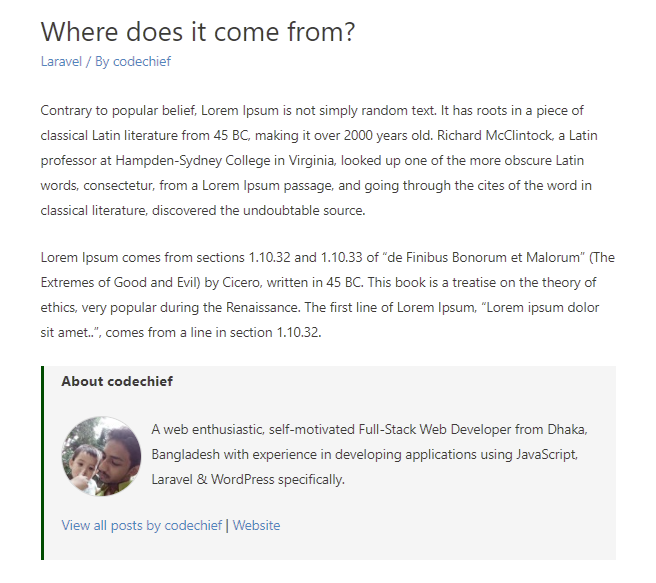 Where does it come from?
Laravel / By codechief
Contrary to popular belief, Lorem Ipsum is not simply random text. It has roots in a piece of
classical Latin literature from 45 BC, making it over 2000 years old. Richard McClintock, a Latin
professor at Hampden-Sydney College in Virginia, looked up one of the more obscure Latin
words, consectetur, from a Lorem Ipsum passage, and going through the cites of the word in
classical literature, discovered the undoubtable source.
Lorem Ipsum comes from sections 1.10.32 and 1.10.33 of “de Finibus Bonorum et Malorum” (The
Extremes of Good and Evil) by Cicero, written in 45 BC. This book is a treatise on the theory of
ethics, very popular during the Renaissance. The first line of Lorem Ipsum, “Lorem ipsum dolor
sit amet..”, comes from a line in section 1.10.32.
About codechief
A web enthusiastic, self-motivated Full-Stack Web Developer from Dhaka,
Bangladesh with experience in developing applications using JavaScript,
Laravel & WordPress specifically.
View all posts by codechief | Website